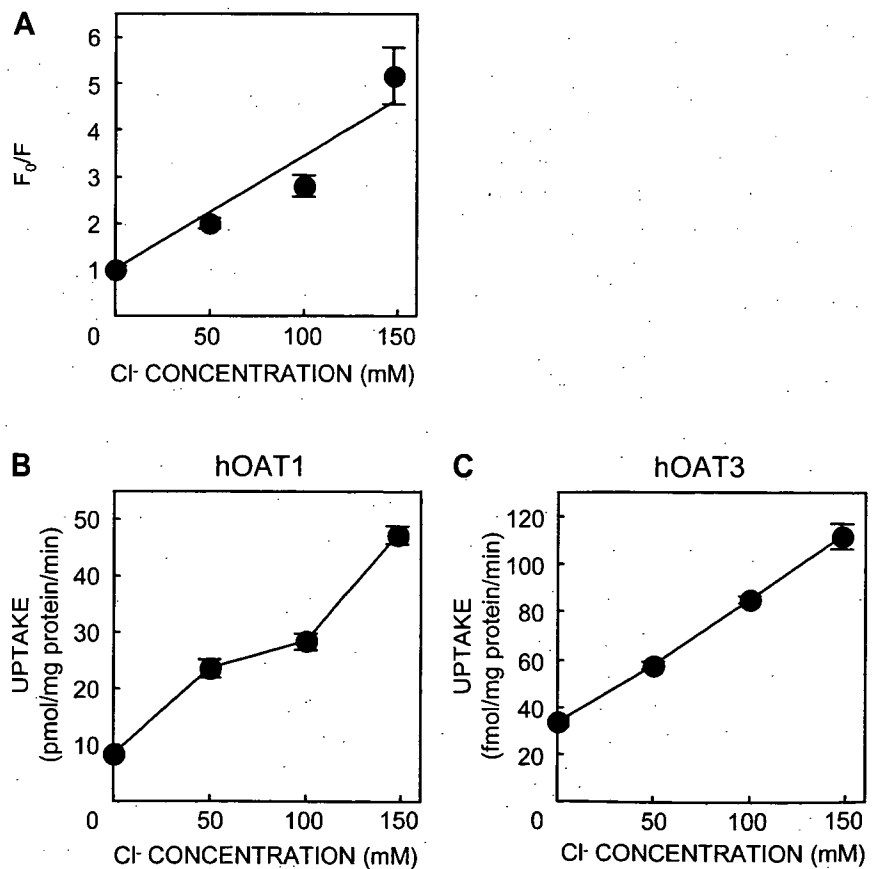 A
6
5
4
3
2
1
0
50
100
150
F₀/F
Cl- CONCENTRATION (mM)
B
hOAT1
50
40
30
20
10
0
50
100
150
UPTAKE
(pmol/mg protein/min)
Cl- CONCENTRATION (mM)
C
hOAT3
120
100
80
60
40
20
0
50
100
150
UPTAKE
(fmol/mg protein/min)
Cl- CONCENTRATION (mM)